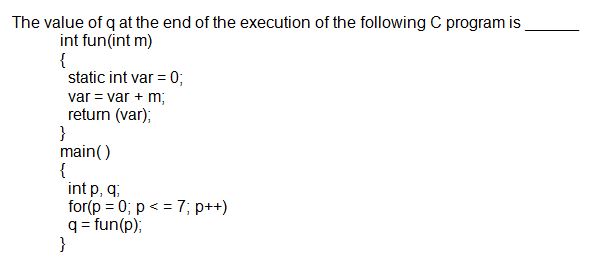 The value of q at the end of the execution of the following C program is ______
int fun(int m)
{
static int var = 0;
var = var + m;
return (var);
}
main( )
{
int p, q;
for(p = 0; p < = 7; p++)
q = fun(p);
}